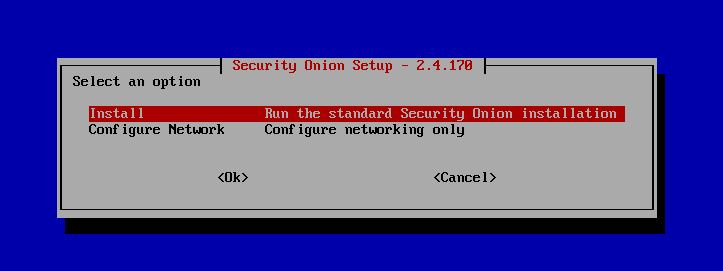 Security Onion Setup - 2.4.170
Select an option
Install Run the standard Security Onion installation
Configure Network Configure networking only
<Ok> <Cancel>